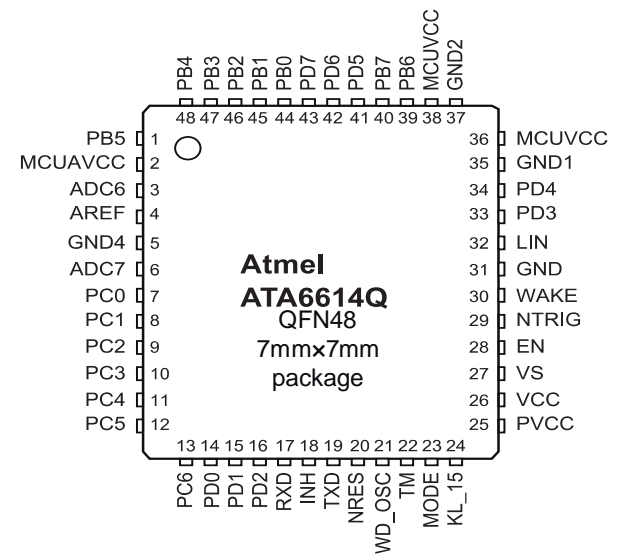 PB4 PB3 PB2 PB1 PB0 PD7 PD6 PD5 PB7 PB6 MCUVCC GND2
48 47 46 45 44 43 42 41 40 39 38 37
PB5 1
MCUAVCC 2
ADC6 3
AREF 4
GND4 5
ADC7 6
PC0 7
PC1 8
PC2 9
PC3 10
PC4 11
PC5 12
Atmel
ATA6614Q
QFN48
7mm×7mm
package
36 MCUVCC
35 GND1
34 PD4
33 PD3
32 LIN
31 GND
30 WAKE
29 NTRIG
28 EN
27 VS
26 VCC
25 PVCC
13 14 15 16 17 18 19 20 21 22 23 24
PC6 PD0 PD1 PD2 RXD INH TXD NRES WD_OSC TM MODE KL_15